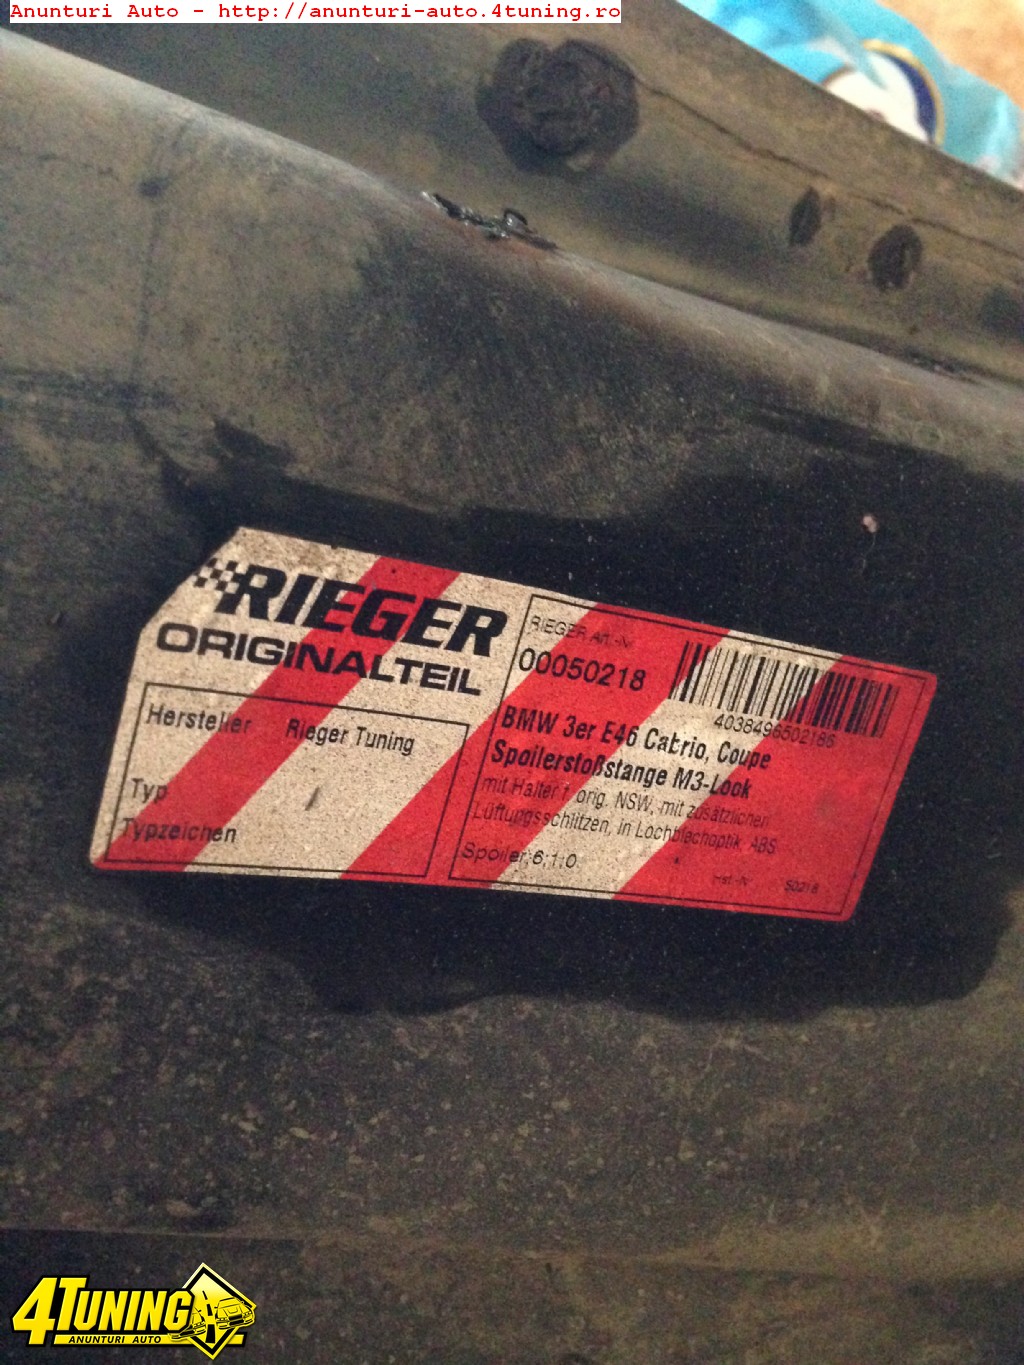 Anunturi Auto - http://anunturi-auto.4tuning.ro
RIEGER
ORIGINALTEIL
Hersteller Rieger Tuning
Typ
Typzeichen
RIEGER Art.-Nr.
00050218
4038496502186
BMW 3er E46 Cabrio, Coupe
Spoilerstoßstange M3-Look
mit Halter f. orig. NSW, mit zusätzlichen
Lüftungsschlitzen, in Lochblechoptik, ABS
Spoiler;6;1;0
Hst.-Nr. 50218
4TUNING
ANUNTURI AUTO